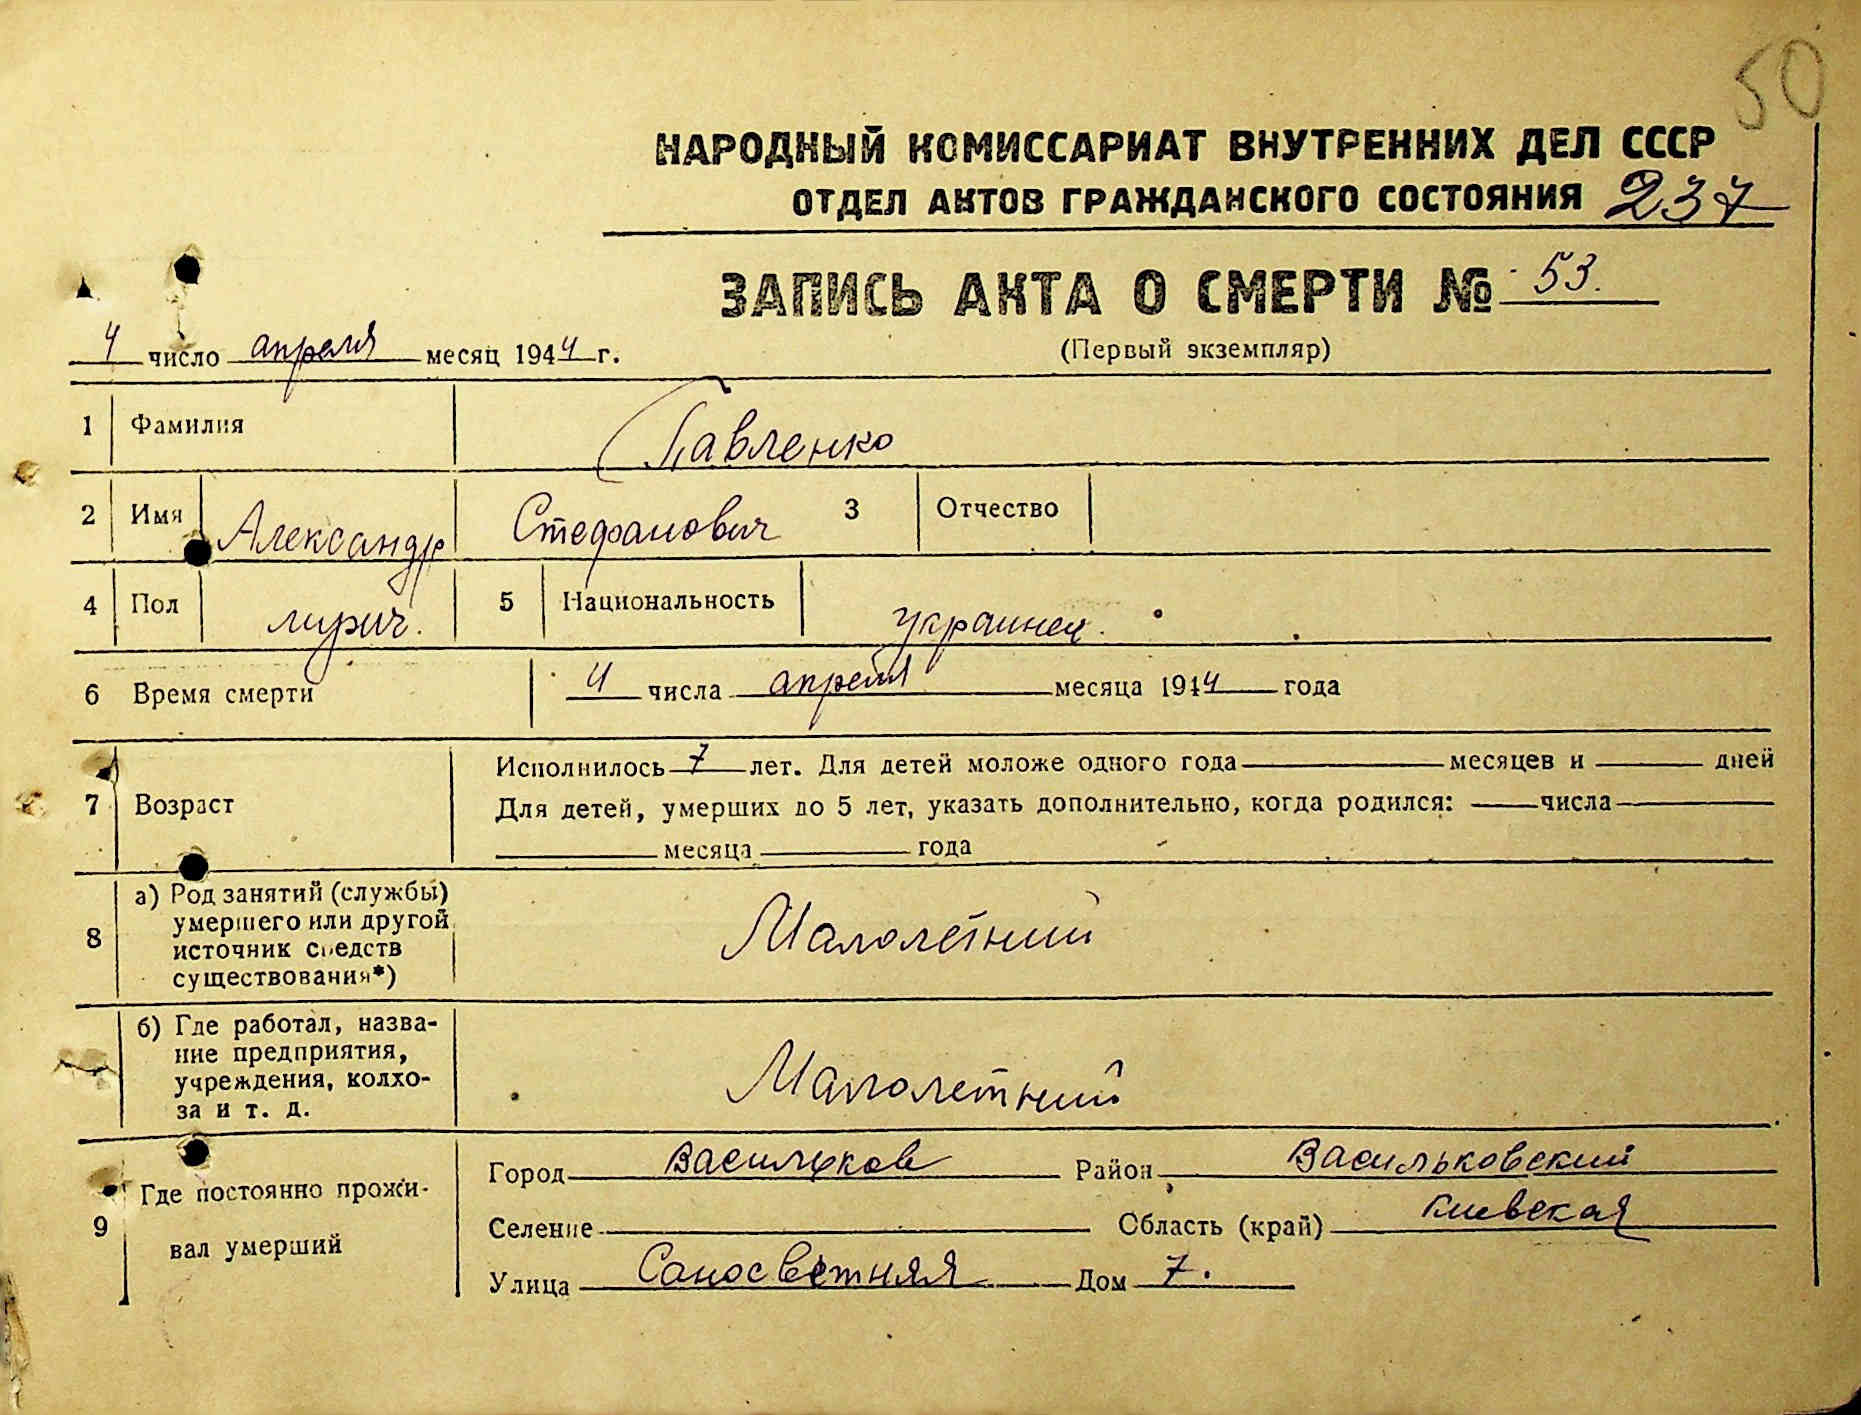 50
НАРОДНЫЙ КОМИССАРИАТ ВНУТРЕННИХ ДЕЛ СССР
ОТДЕЛ АКТОВ ГРАЖДАНСКОГО СОСТОЯНИЯ 237
ЗАПИСЬ АКТА О СМЕРТИ № 53.
4 число апреля месяц 1944 г.
(Первый экземпляр)
1 Фамилия Павленко
2 Имя Александр Стефанович 3 Отчество
4 Пол 5 Национальность украинец.
6 Время смерти 4 числа апреля месяца 1944 года
Исполнилось 7 лет. Для детей моложе одного года месяцев и дней
7 Возраст Для детей, умерших до 5 лет, указать дополнительно, когда родился: числа
месяца года
8 а) Род занятий (службы)
умершего или другой
источник средств
существования*)
Малолетний
б) Где работал, назва-
ние предприятия,
учреждения, колхо-
за и т. д.
Малолетний
9 Где постоянно прожи-
вал умерший
Город Васильков Район Васильковский
Селение Область (край) Киевская
Улица Дом 7.